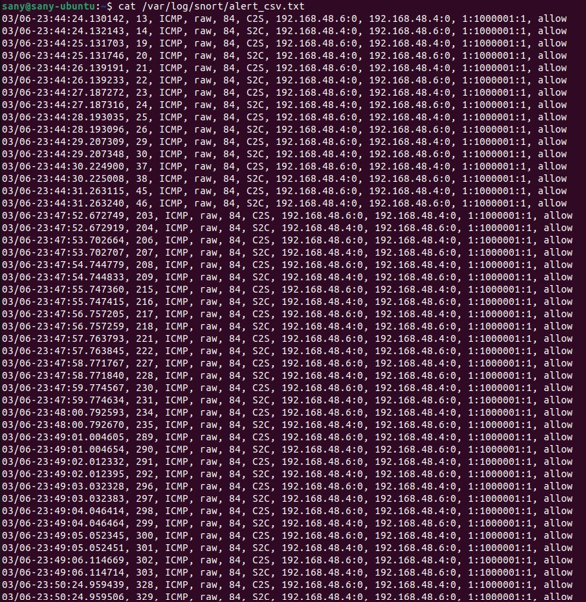 sany@sany-ubuntu:~$ cat /var/log/snort/alert_csv.txt
03/06-23:44:24.130142, 13, ICMP, raw, 84, C2S, 192.168.48.6:0, 192.168.48.4:0, 1:1000001:1, allow
03/06-23:44:24.132143, 14, ICMP, raw, 84, S2C, 192.168.48.4:0, 192.168.48.6:0, 1:1000001:1, allow
03/06-23:44:25.131703, 19, ICMP, raw, 84, C2S, 192.168.48.6:0, 192.168.48.4:0, 1:1000001:1, allow
03/06-23:44:25.131746, 20, ICMP, raw, 84, S2C, 192.168.48.4:0, 192.168.48.6:0, 1:1000001:1, allow
03/06-23:44:26.139191, 21, ICMP, raw, 84, C2S, 192.168.48.6:0, 192.168.48.4:0, 1:1000001:1, allow
03/06-23:44:26.139233, 22, ICMP, raw, 84, S2C, 192.168.48.4:0, 192.168.48.6:0, 1:1000001:1, allow
03/06-23:44:27.187272, 23, ICMP, raw, 84, C2S, 192.168.48.6:0, 192.168.48.4:0, 1:1000001:1, allow
03/06-23:44:27.187316, 24, ICMP, raw, 84, S2C, 192.168.48.4:0, 192.168.48.6:0, 1:1000001:1, allow
03/06-23:44:28.193035, 25, ICMP, raw, 84, C2S, 192.168.48.6:0, 192.168.48.4:0, 1:1000001:1, allow
03/06-23:44:28.193096, 26, ICMP, raw, 84, S2C, 192.168.48.4:0, 192.168.48.6:0, 1:1000001:1, allow
03/06-23:44:29.207309, 29, ICMP, raw, 84, C2S, 192.168.48.6:0, 192.168.48.4:0, 1:1000001:1, allow
03/06-23:44:29.207348, 30, ICMP, raw, 84, S2C, 192.168.48.4:0, 192.168.48.6:0, 1:1000001:1, allow
03/06-23:44:30.224900, 37, ICMP, raw, 84, C2S, 192.168.48.6:0, 192.168.48.4:0, 1:1000001:1, allow
03/06-23:44:30.225008, 38, ICMP, raw, 84, S2C, 192.168.48.4:0, 192.168.48.6:0, 1:1000001:1, allow
03/06-23:44:31.263115, 45, ICMP, raw, 84, C2S, 192.168.48.6:0, 192.168.48.4:0, 1:1000001:1, allow
03/06-23:44:31.263240, 46, ICMP, raw, 84, S2C, 192.168.48.4:0, 192.168.48.6:0, 1:1000001:1, allow
03/06-23:47:52.672749, 203, ICMP, raw, 84, C2S, 192.168.48.6:0, 192.168.48.4:0, 1:1000001:1, allow
03/06-23:47:52.672919, 204, ICMP, raw, 84, S2C, 192.168.48.4:0, 192.168.48.6:0, 1:1000001:1, allow
03/06-23:47:53.702664, 206, ICMP, raw, 84, C2S, 192.168.48.6:0, 192.168.48.4:0, 1:1000001:1, allow
03/06-23:47:53.702707, 207, ICMP, raw, 84, S2C, 192.168.48.4:0, 192.168.48.6:0, 1:1000001:1, allow
03/06-23:47:54.744779, 208, ICMP, raw, 84, C2S, 192.168.48.6:0, 192.168.48.4:0, 1:1000001:1, allow
03/06-23:47:54.744833, 209, ICMP, raw, 84, S2C, 192.168.48.4:0, 192.168.48.6:0, 1:1000001:1, allow
03/06-23:47:55.747360, 215, ICMP, raw, 84, C2S, 192.168.48.6:0, 192.168.48.4:0, 1:1000001:1, allow
03/06-23:47:55.747415, 216, ICMP, raw, 84, S2C, 192.168.48.4:0, 192.168.48.6:0, 1:1000001:1, allow
03/06-23:47:56.757205, 217, ICMP, raw, 84, C2S, 192.168.48.6:0, 192.168.48.4:0, 1:1000001:1, allow
03/06-23:47:56.757259, 218, ICMP, raw, 84, S2C, 192.168.48.4:0, 192.168.48.6:0, 1:1000001:1, allow
03/06-23:47:57.763793, 221, ICMP, raw, 84, C2S, 192.168.48.6:0, 192.168.48.4:0, 1:1000001:1, allow
03/06-23:47:57.763845, 222, ICMP, raw, 84, S2C, 192.168.48.4:0, 192.168.48.6:0, 1:1000001:1, allow
03/06-23:47:58.771767, 227, ICMP, raw, 84, C2S, 192.168.48.6:0, 192.168.48.4:0, 1:1000001:1, allow
03/06-23:47:58.771840, 228, ICMP, raw, 84, S2C, 192.168.48.4:0, 192.168.48.6:0, 1:1000001:1, allow
03/06-23:47:59.774567, 230, ICMP, raw, 84, C2S, 192.168.48.6:0, 192.168.48.4:0, 1:1000001:1, allow
03/06-23:47:59.774634, 231, ICMP, raw, 84, S2C, 192.168.48.4:0, 192.168.48.6:0, 1:1000001:1, allow
03/06-23:48:00.792593, 234, ICMP, raw, 84, C2S, 192.168.48.6:0, 192.168.48.4:0, 1:1000001:1, allow
03/06-23:48:00.792670, 235, ICMP, raw, 84, S2C, 192.168.48.4:0, 192.168.48.6:0, 1:1000001:1, allow
03/06-23:49:01.004605, 289, ICMP, raw, 84, C2S, 192.168.48.4:0, 192.168.48.6:0, 1:1000001:1, allow
03/06-23:49:01.004654, 290, ICMP, raw, 84, S2C, 192.168.48.6:0, 192.168.48.4:0, 1:1000001:1, allow
03/06-23:49:02.012332, 291, ICMP, raw, 84, C2S, 192.168.48.4:0, 192.168.48.6:0, 1:1000001:1, allow
03/06-23:49:02.012395, 292, ICMP, raw, 84, S2C, 192.168.48.6:0, 192.168.48.4:0, 1:1000001:1, allow
03/06-23:49:03.032328, 296, ICMP, raw, 84, C2S, 192.168.48.4:0, 192.168.48.6:0, 1:1000001:1, allow
03/06-23:49:03.032383, 297, ICMP, raw, 84, S2C, 192.168.48.6:0, 192.168.48.4:0, 1:1000001:1, allow
03/06-23:49:04.046414, 298, ICMP, raw, 84, C2S, 192.168.48.4:0, 192.168.48.6:0, 1:1000001:1, allow
03/06-23:49:04.046464, 299, ICMP, raw, 84, S2C, 192.168.48.6:0, 192.168.48.4:0, 1:1000001:1, allow
03/06-23:49:05.052345, 300, ICMP, raw, 84, C2S, 192.168.48.4:0, 192.168.48.6:0, 1:1000001:1, allow
03/06-23:49:05.052451, 301, ICMP, raw, 84, S2C, 192.168.48.6:0, 192.168.48.4:0, 1:1000001:1, allow
03/06-23:49:06.114669, 302, ICMP, raw, 84, C2S, 192.168.48.4:0, 192.168.48.6:0, 1:1000001:1, allow
03/06-23:49:06.114714, 303, ICMP, raw, 84, S2C, 192.168.48.6:0, 192.168.48.4:0, 1:1000001:1, allow
03/06-23:50:24.959439, 328, ICMP, raw, 84, C2S, 192.168.48.6:0, 192.168.48.4:0, 1:1000001:1, allow
03/06-23:50:24.959506, 329, ICMP, raw, 84, S2C, 192.168.48.4:0, 192.168.48.6:0, 1:1000001:1, allow